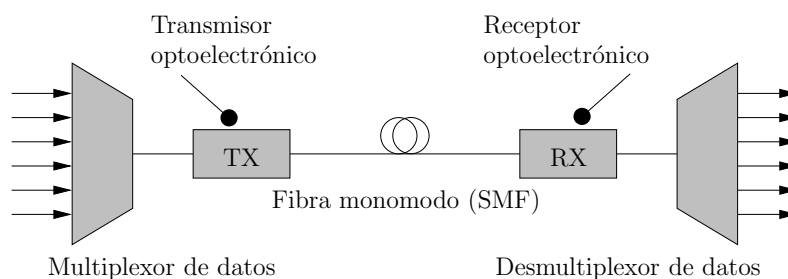 Transmisor
optoelectrónico
Receptor
optoelectrónico
TX
RX
Fibra monomodo (SMF)
Multiplexor de datos
Desmultiplexor de datos